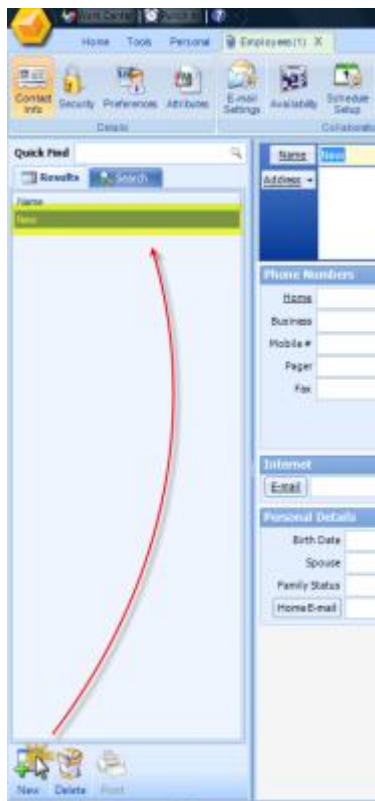 Home Tools Personal Employees(1) X
Contact Info
Security
Preferences
Attributes
E-mail Settings
Availability
Schedule Setup
Details
Quick Find
Results
Search
Name
New
Name
New
Address
Phone Numbers
Home
Business
Mobile #
Pager
Fax
Internet
E-mail
Personal Details
Birth Date
Spouse
Family Status
Home E-mail
New
Delete
Print